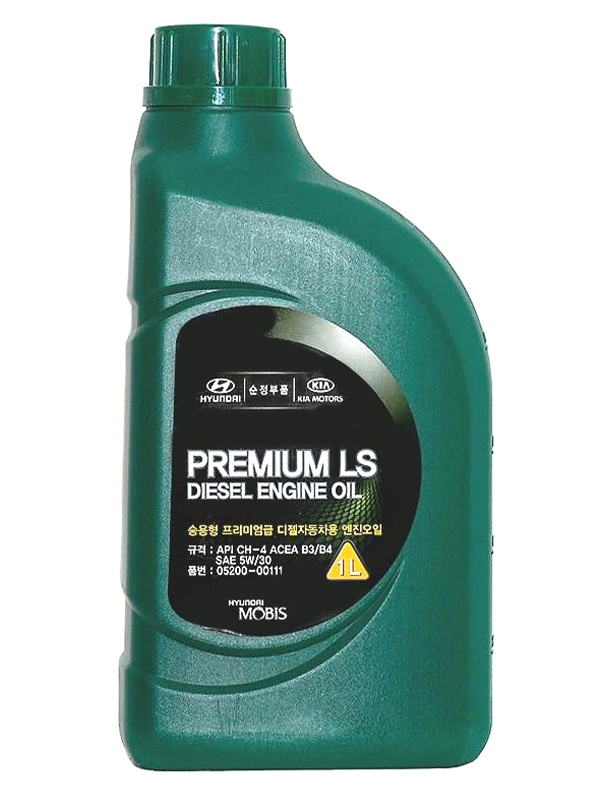 HYUNDAI
순정부품
KIA
KIA MOTORS
PREMIUM LS
DIESEL ENGINE OIL
승용형 프리미엄급 디젤자동차용 엔진오일
규격 : API CH-4 ACEA B3/B4
SAE 5W/30
품번 : 05200-00111
1L
HYUNDAI
MOBIS